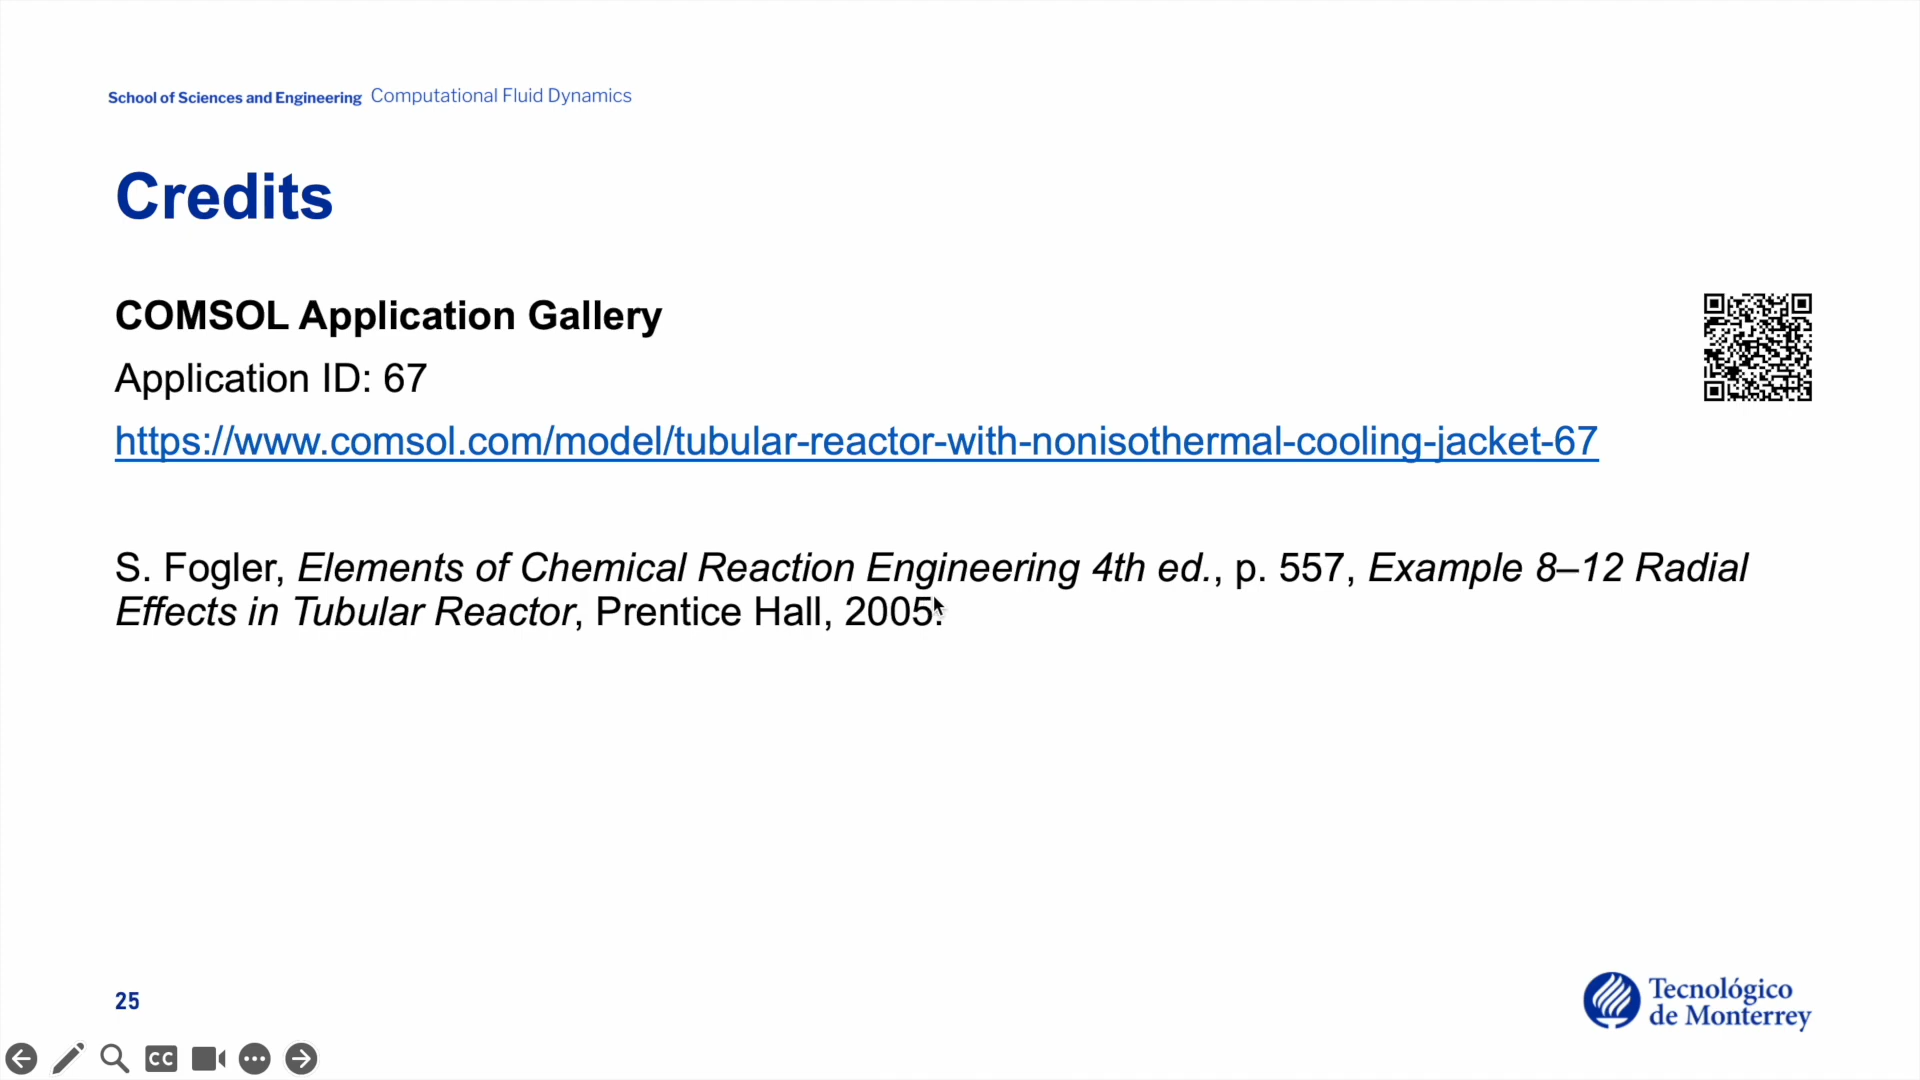 School of Sciences and Engineering Computational Fluid Dynamics
Credits
COMSOL Application Gallery
Application ID: 67
https://www.comsol.com/model/tubular-reactor-with-nonisothermal-cooling-jacket-67
S. Fogler, Elements of Chemical Reaction Engineering 4th ed., p. 557, Example 8–12 Radial
Effects in Tubular Reactor, Prentice Hall, 2005.
25
Tecnológico
de Monterrey
CC